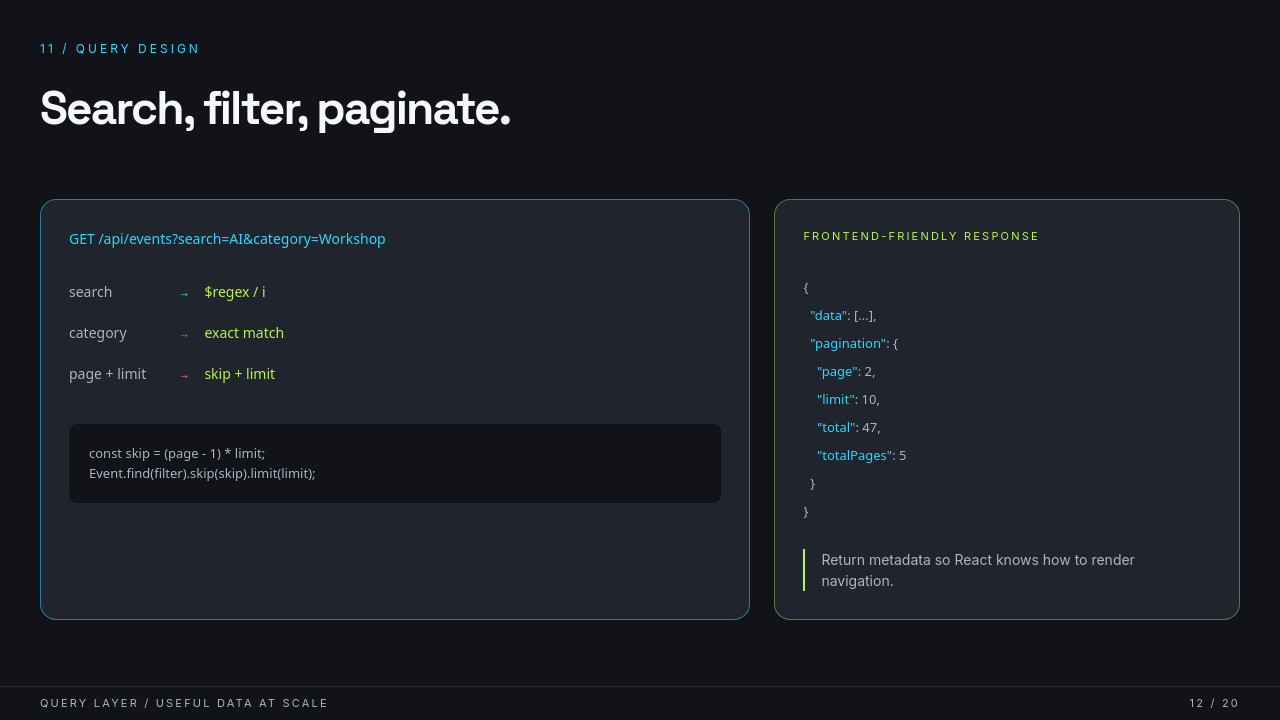 11 / QUERY DESIGN
Search, filter, paginate.
GET /api/events?search=AI&category=Workshop
search → $regex / i
category → exact match
page + limit → skip + limit
const skip = (page - 1) * limit;
Event.find(filter).skip(skip).limit(limit);
FRONTEND-FRIENDLY RESPONSE
{
"data": [...],
"pagination": {
"page": 2,
"limit": 10,
"total": 47,
"totalPages": 5
}
}
Return metadata so React knows how to render
navigation.
QUERY LAYER / USEFUL DATA AT SCALE
12 / 20